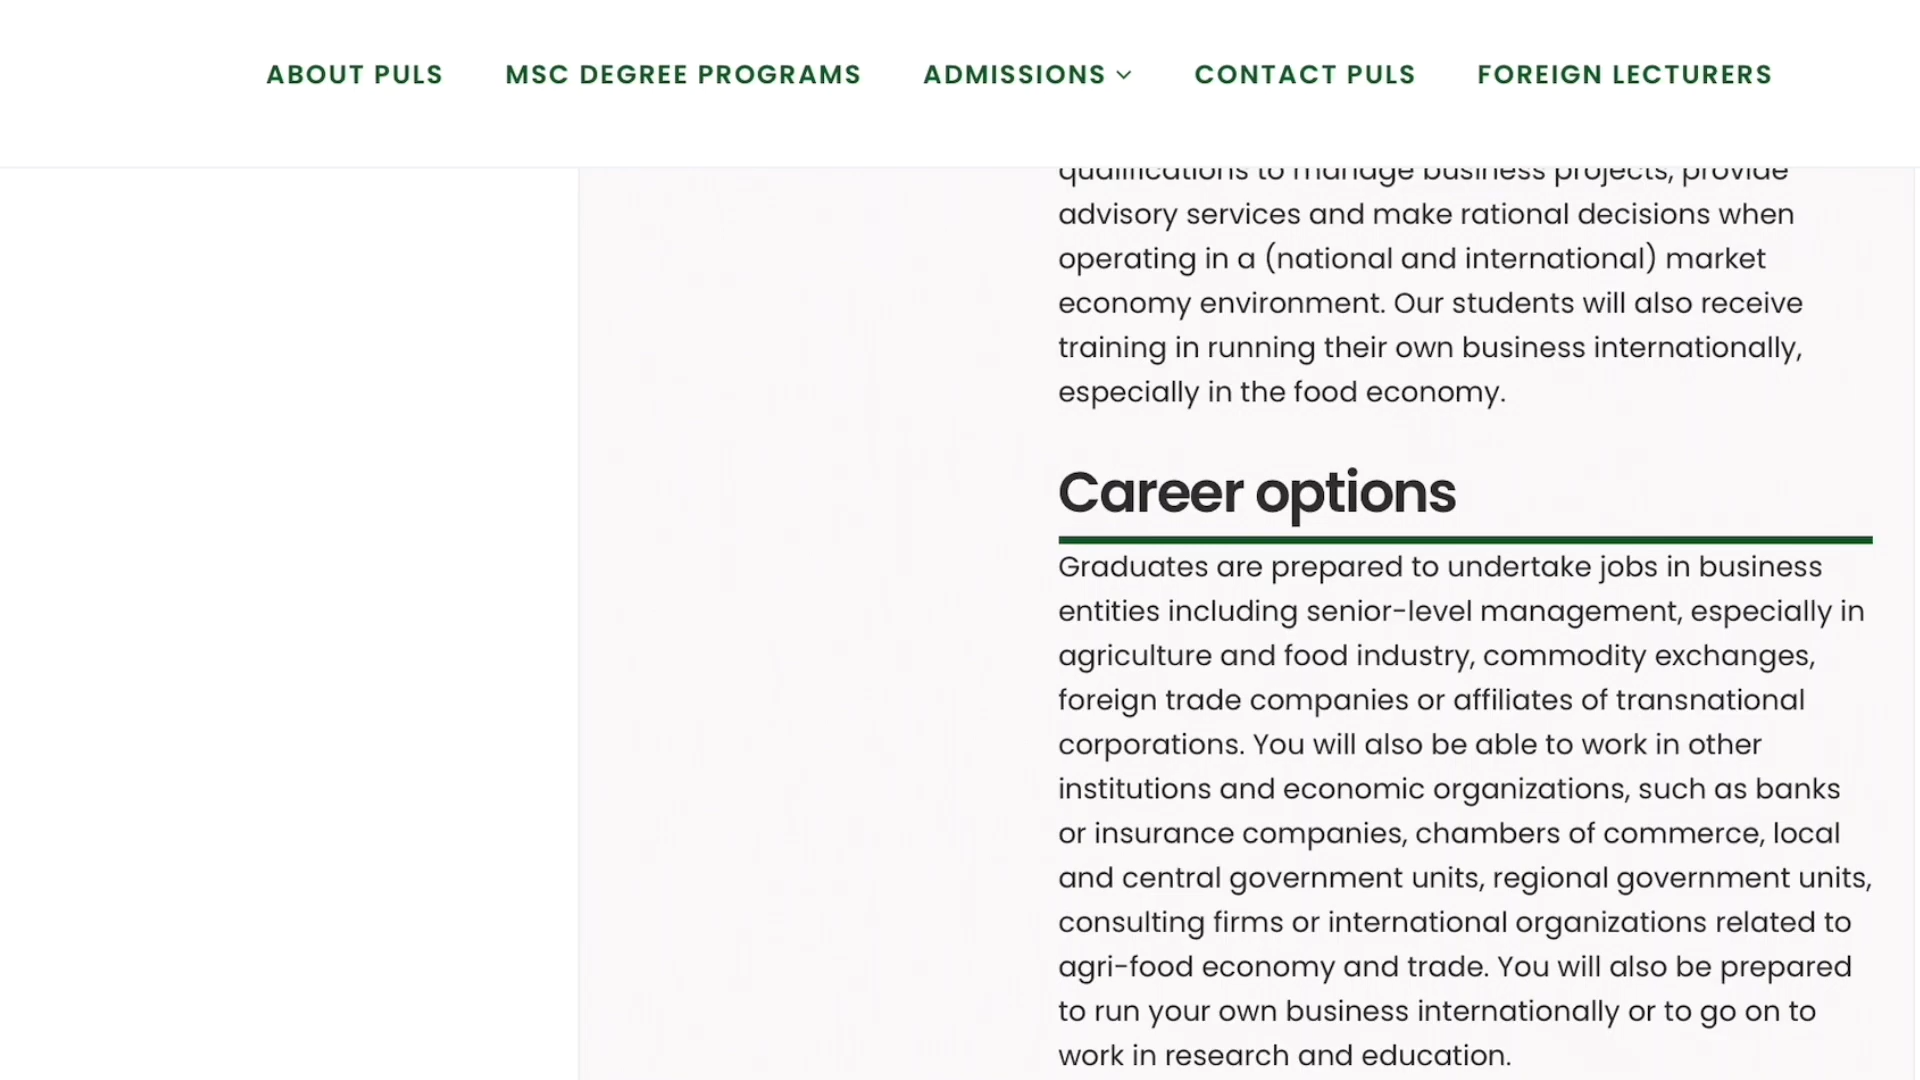 ABOUT PULS
MSC DEGREE PROGRAMS
ADMISSIONS
CONTACT PULS
FOREIGN LECTURERS
qualifications to manage business projects, provide
advisory services and make rational decisions when
operating in a (national and international) market
economy environment. Our students will also receive
training in running their own business internationally,
especially in the food economy.
Career options
Graduates are prepared to undertake jobs in business
entities including senior-level management, especially in
agriculture and food industry, commodity exchanges,
foreign trade companies or affiliates of transnational
corporations. You will also be able to work in other
institutions and economic organizations, such as banks
or insurance companies, chambers of commerce, local
and central government units, regional government units,
consulting firms or international organizations related to
agri-food economy and trade. You will also be prepared
to run your own business internationally or to go on to
work in research and education.